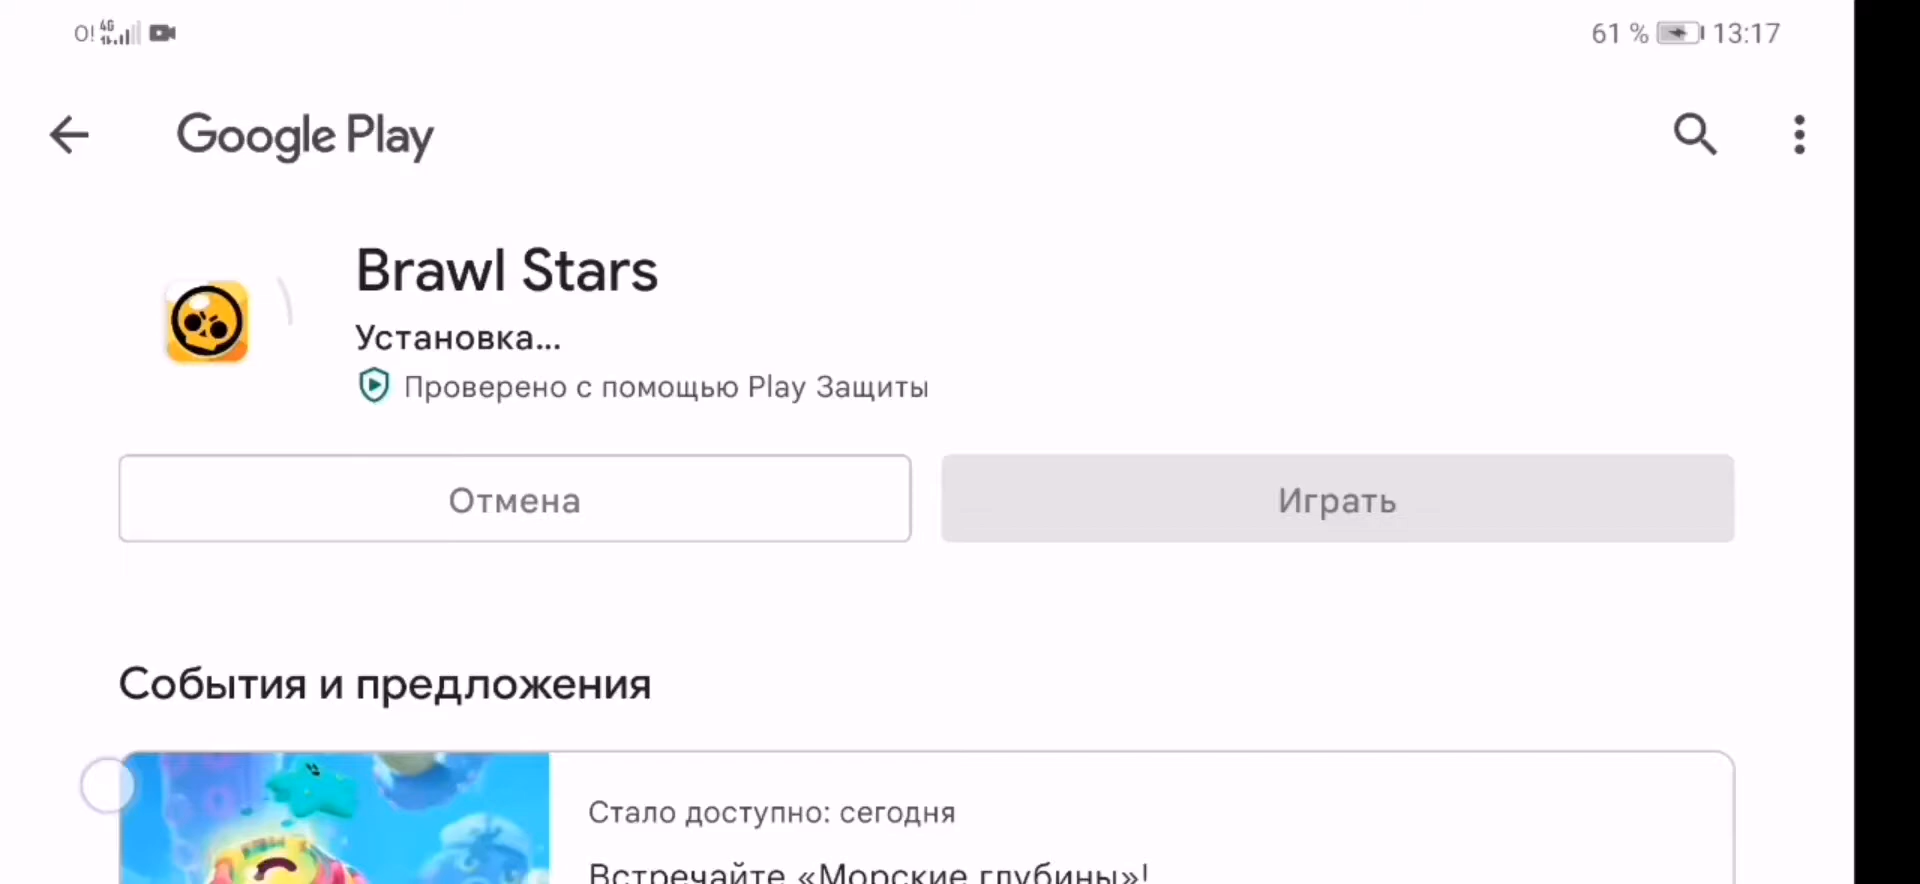 O! 4G 61 % 13:17
Google Play
Brawl Stars
Установка...
Проверено с помощью Play Защиты
Отмена Играть
События и предложения
Стало доступно: сегодня
Встречайте «Морские глубины»!